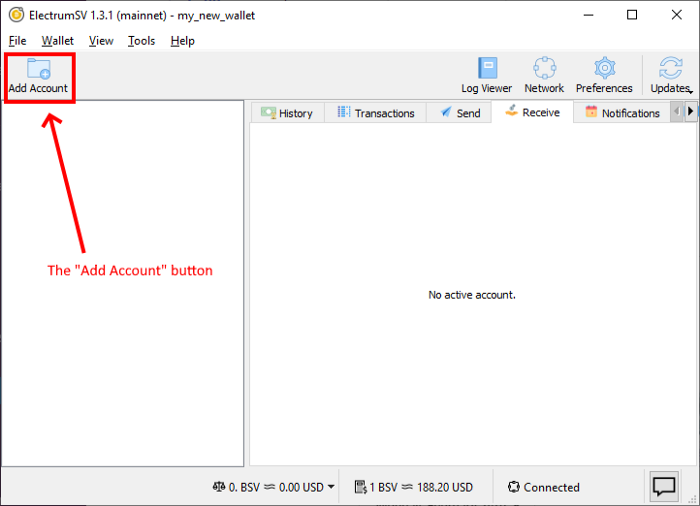 ElectrumSV 1.3.1 (mainnet) - my_new_wallet
File Wallet View Tools Help
Add Account Log Viewer Network Preferences Updates
History Transactions Send Receive Notifications
The "Add Account" button
No active account.
0. BSV ≈ 0.00 USD 1 BSV ≈ 188.20 USD Connected